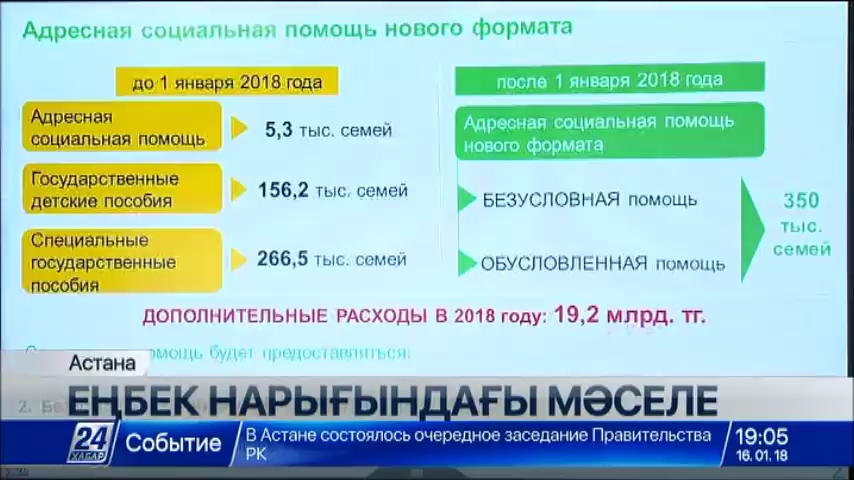 Адресная социальная помощь нового формата
до 1 января 2018 года
после 1 января 2018 года
Адресная
социальная помощь
5,3 тыс. семей
Государственные
детские пособия
156,2 тыс. семей
Специальные
государственные
пособия
266,5 тыс. семей
Адресная социальная помощь
нового формата
БЕЗУСЛОВНАЯ помощь
ОБУСЛОВЛЕННАЯ помощь
350
тыс.
семей
ДОПОЛНИТЕЛЬНЫЕ РАСХОДЫ В 2018 году: 19,2 млрд. тг.
помощь будет предоставляться:
Астана
ЕҢБЕК НАРЫҒЫНДАҒЫ МӘСЕЛЕ
2.
24
ХАБАР
Событие
В Астане состоялось очередное заседание Правительства
РК
19:05
16.01.18